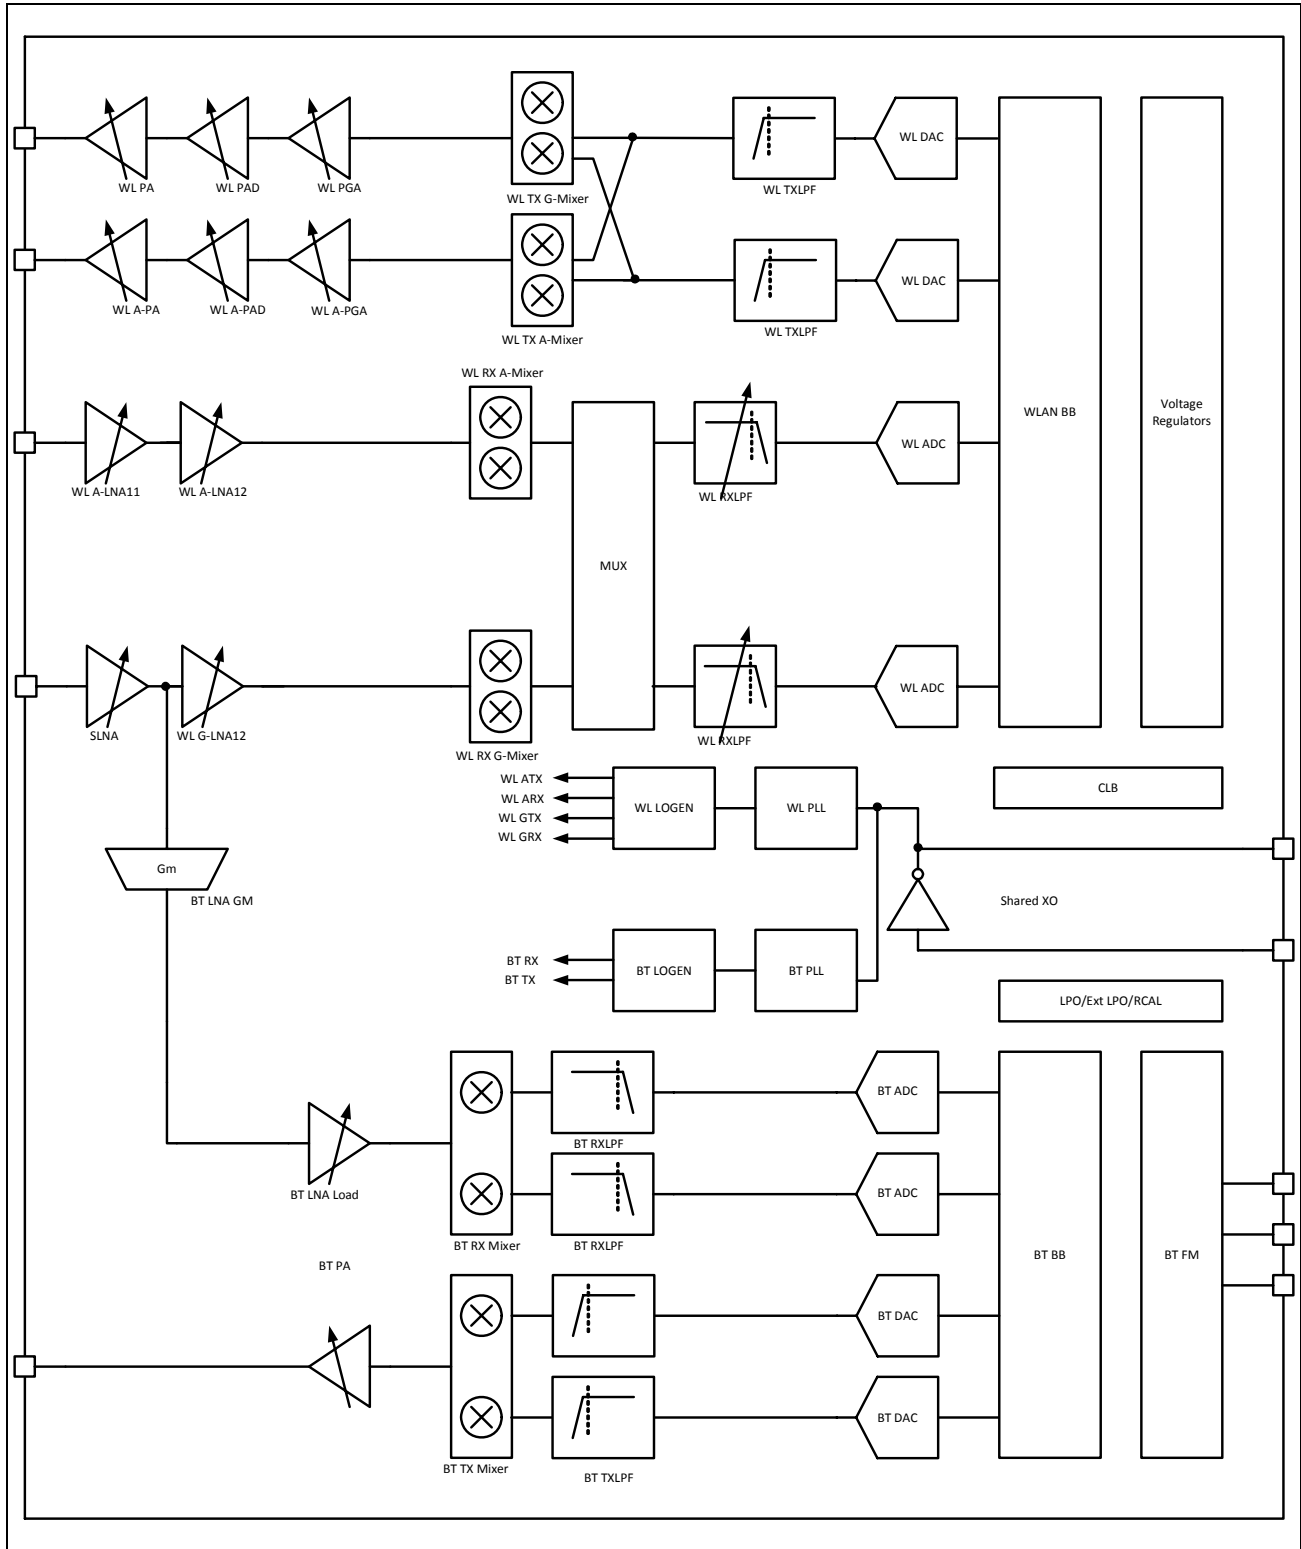 WL PA
WL PAD
WL PGA
WL TX G-Mixer
WL TXLPF
WL DAC
WL A-PA
WL A-PAD
WL A-PGA
WL TX A-Mixer
WL TXLPF
WL DAC
WLAN BB
Voltage
Regulators
WL RX A-Mixer
WL A-LNA11
WL A-LNA12
MUX
WL RXLPF
WL ADC
SLNA
WL G-LNA12
WL RX G-Mixer
WL RXLPF
WL ADC
WL ATX
WL ARX
WL GTX
WL GRX
WL LOGEN
WL PLL
CLB
Gm
BT LNA GM
Shared XO
BT RX
BT TX
BT LOGEN
BT PLL
LPO/Ext LPO/RCAL
BT LNA Load
BT RX Mixer
BT RXLPF
BT ADC
BT RXLPF
BT ADC
BT BB
BT FM
BT PA
BT TX Mixer
BT DAC
BT TXLPF
BT DAC